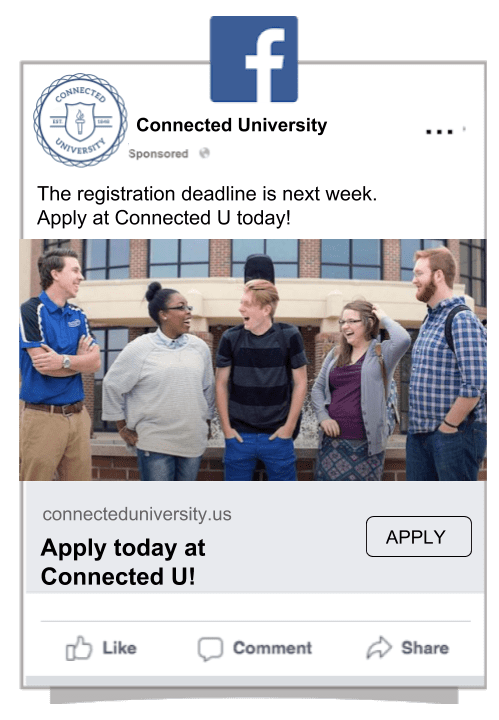 f
CONNECTED
EST. 1846
UNIVERSITY
Connected University
Sponsored
The registration deadline is next week.
Apply at Connected U today!
connecteduniversity.us
Apply today at
Connected U!
APPLY
Like Comment Share